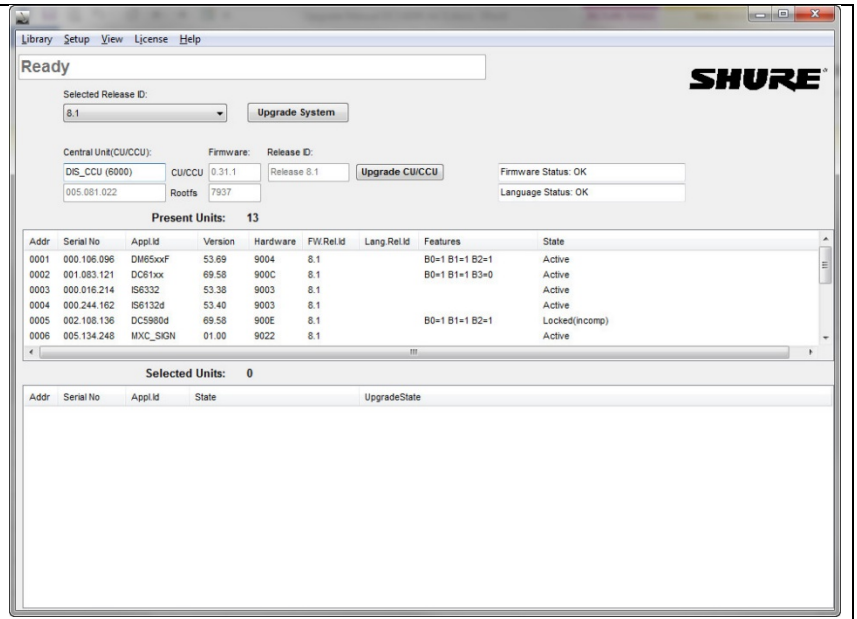 Library Setup View License Help
Ready
SHURE
Selected Release ID:
8.1 Upgrade System
Central Unit(CU/CCU): Firmware: Release ID:
DIS_CCU (6000) CU/CCU 0.31.1 Release 8.1 Upgrade CU/CCU Firmware Status: OK
005.081.022 Rootfs 7937 Language Status: OK
Present Units: 13
Addr Serial No Appl.Id Version Hardware FW.Rel.Id Lang.Rel.Id Features State
0001 000.106.096 DM65xxF 53.69 9004 8.1 B0=1 B1=1 B2=1 Active
0002 001.083.121 DC61xx 69.58 900C 8.1 B0=1 B1=1 B3=0 Active
0003 000.016.214 IS6332 53.38 9003 8.1 Active
0004 000.244.162 IS6132d 53.40 9003 8.1 Active
0005 002.108.136 DC5980d 69.58 900E 8.1 B0=1 B1=1 B2=1 Locked(incomp)
0006 005.134.248 MXC_SIGN 01.00 9022 8.1 Active
Selected Units: 0
Addr Serial No Appl.Id State UpgradeState